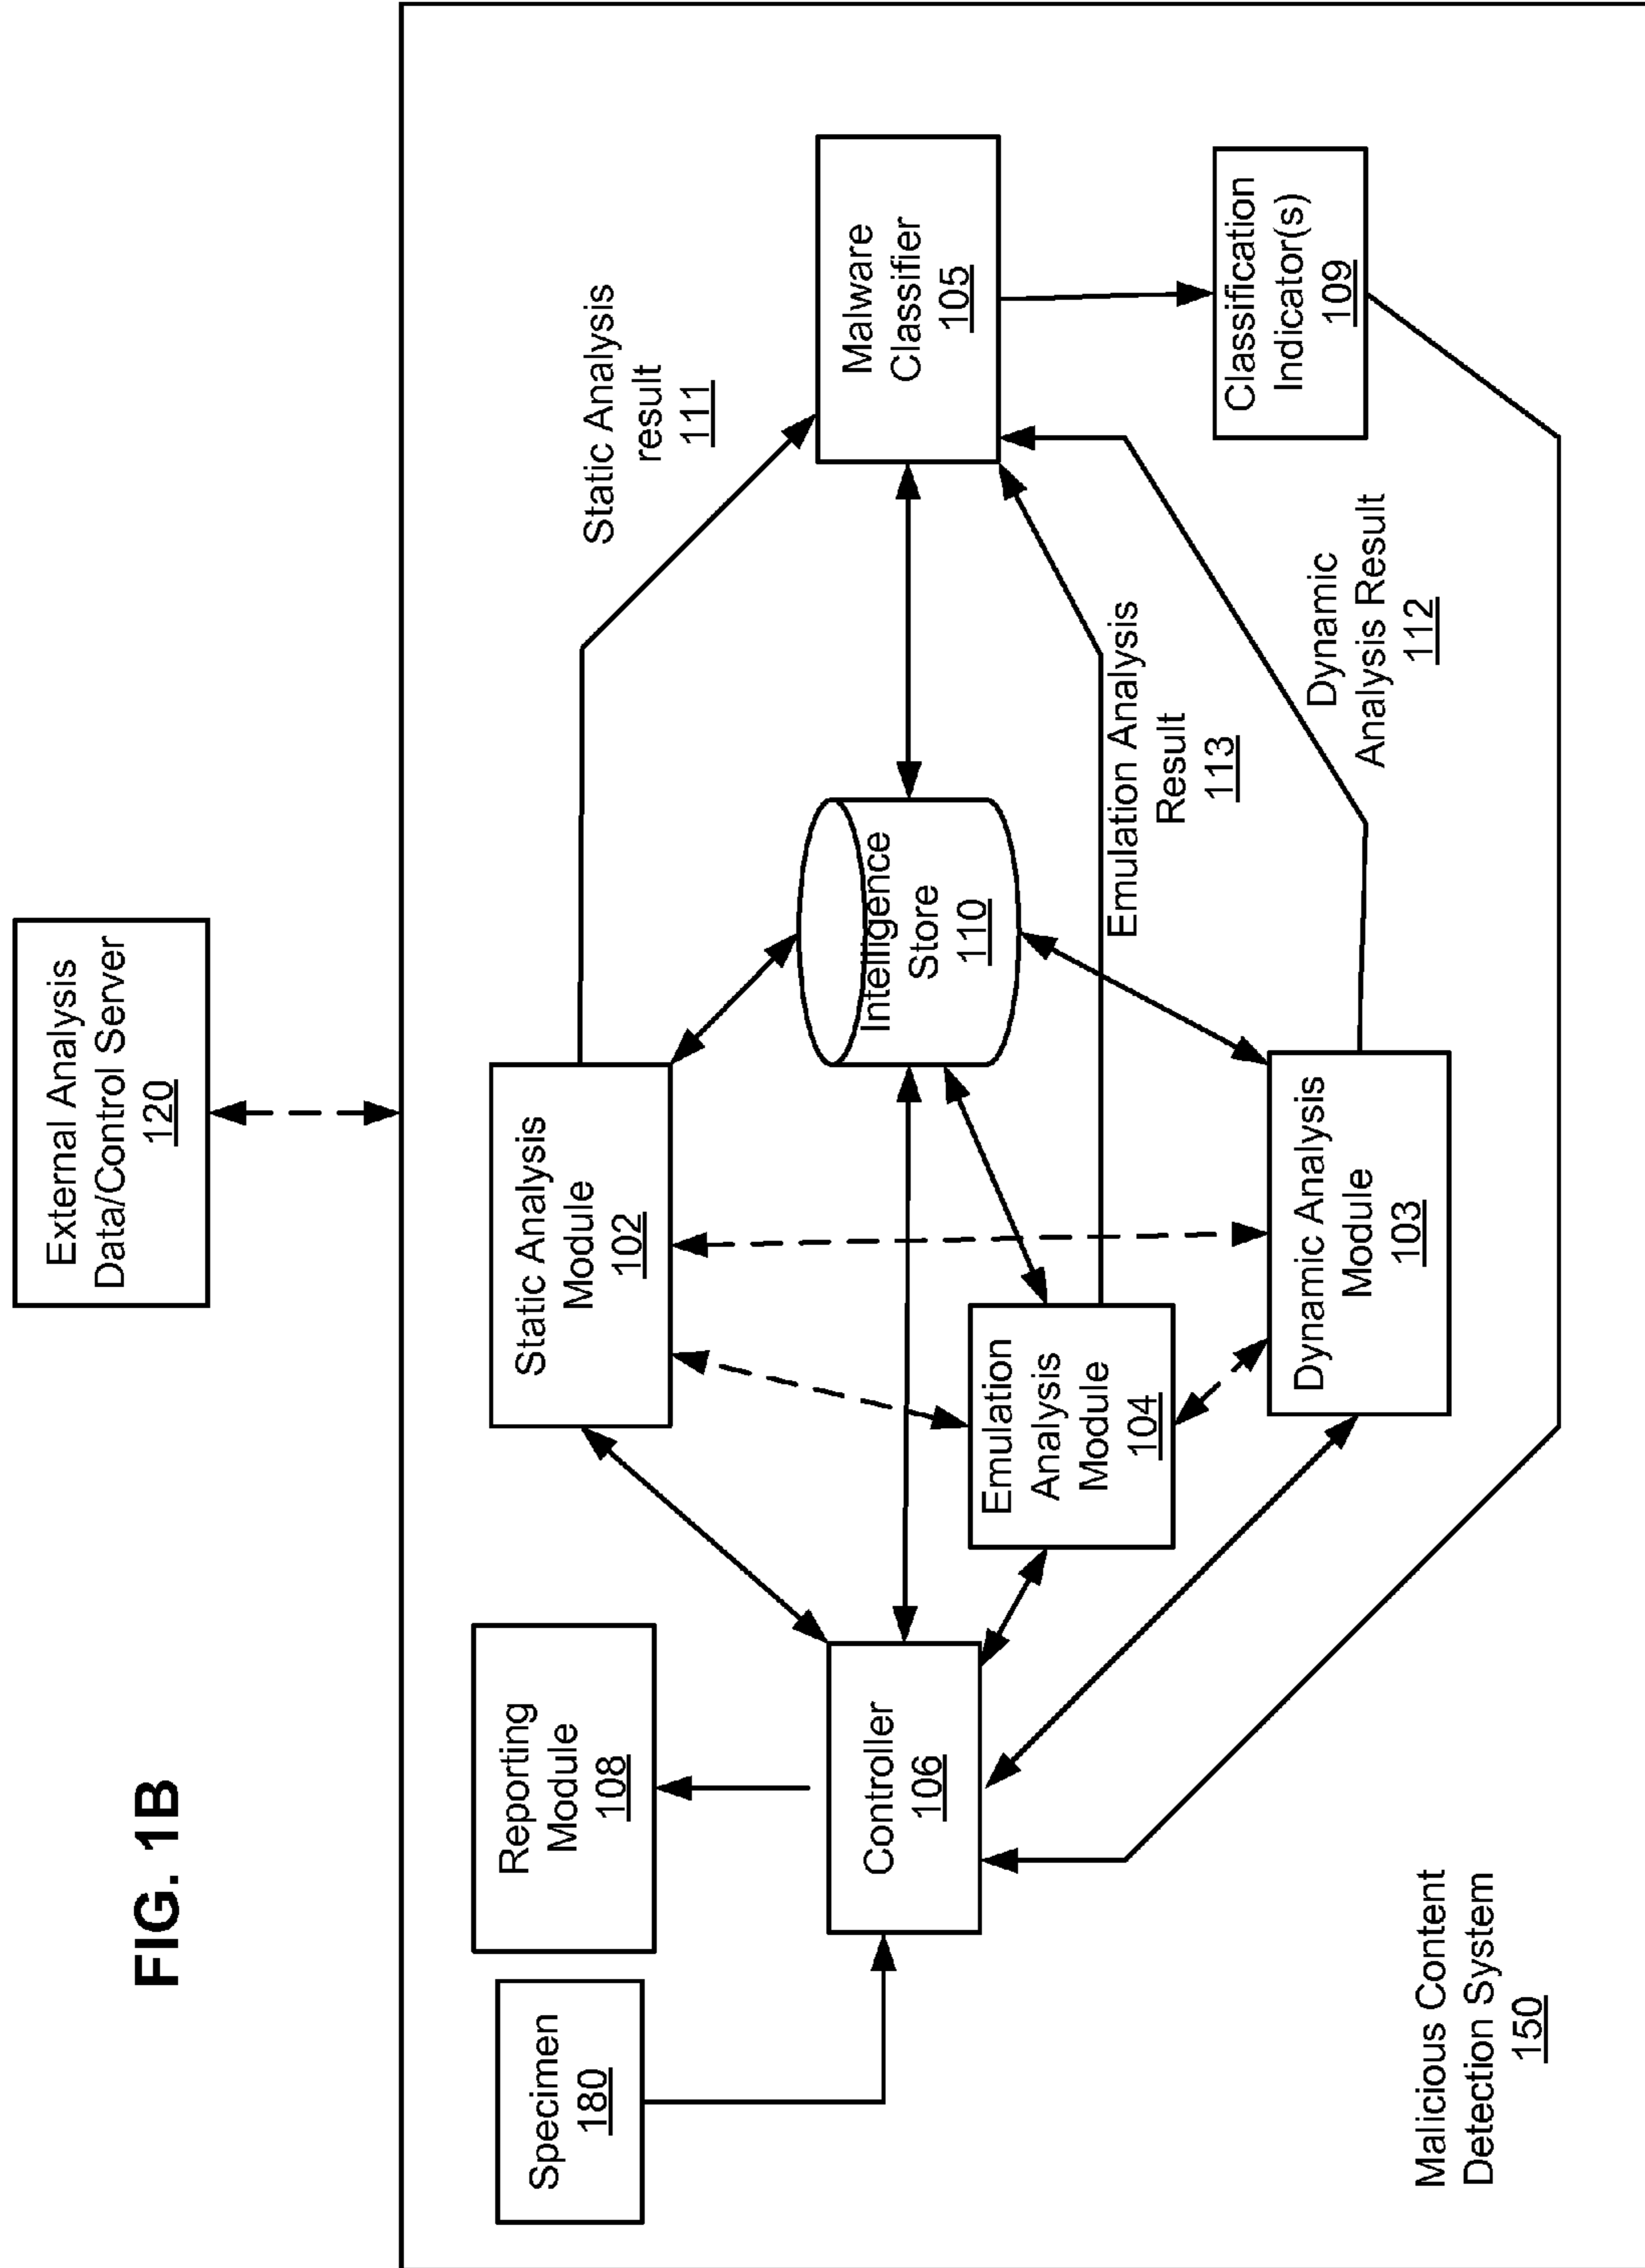 FIG. 1B
External Analysis
Data/Control Server
120
Specimen
180
Reporting
Module
108
Static Analysis
Module
102
Static Analysis
result
111
Controller
106
Intelligence
Store
110
Malware
Classifier
105
Emulation
Analysis
Module
104
Emulation Analysis
Result
113
Dynamic Analysis
Module
103
Dynamic
Analysis Result
112
Classification
Indicator(s)
109
Malicious Content
Detection System
150